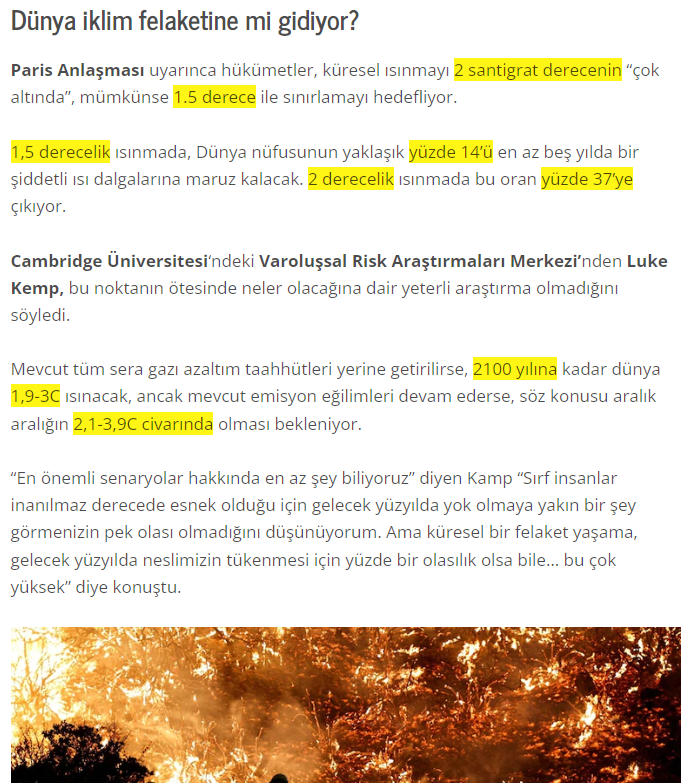 Dünya iklim felaketine mi gidiyor?
Paris Anlaşması uyarınca hükümetler, küresel ısınmayı 2 santigrat derecenin “çok
altında”, mümkünse 1.5 derece ile sınırlamayı hedefliyor.
1,5 derecelik ısınmada, Dünya nüfusunun yaklaşık yüzde 14’ü en az beş yılda bir
şiddetli ısı dalgalarına maruz kalacak. 2 derecelik ısınmada bu oran yüzde 37’ye
çıkıyor.
Cambridge Üniversitesi‘ndeki Varoluşsal Risk Araştırmaları Merkezi’nden Luke
Kemp, bu noktanın ötesinde neler olacağına dair yeterli araştırma olmadığını
söyledi.
Mevcut tüm sera gazı azaltım taahhütleri yerine getirilirse, 2100 yılına kadar dünya
1,9-3C ısınacak, ancak mevcut emisyon eğilimleri devam ederse, söz konusu aralık
aralığın 2,1-3,9C civarında olması bekleniyor.
“En önemli senaryolar hakkında en az şey biliyoruz” diyen Kamp “Sırf insanlar
inanılmaz derecede esnek olduğu için gelecek yüzyılda yok olmaya yakın bir şey
görmenizin pek olası olmadığını düşünüyorum. Ama küresel bir felaket yaşama,
gelecek yüzyılda neslimizin tükenmesi için yüzde bir olasılık olsa bile… bu çok
yüksek” diye konuştu.